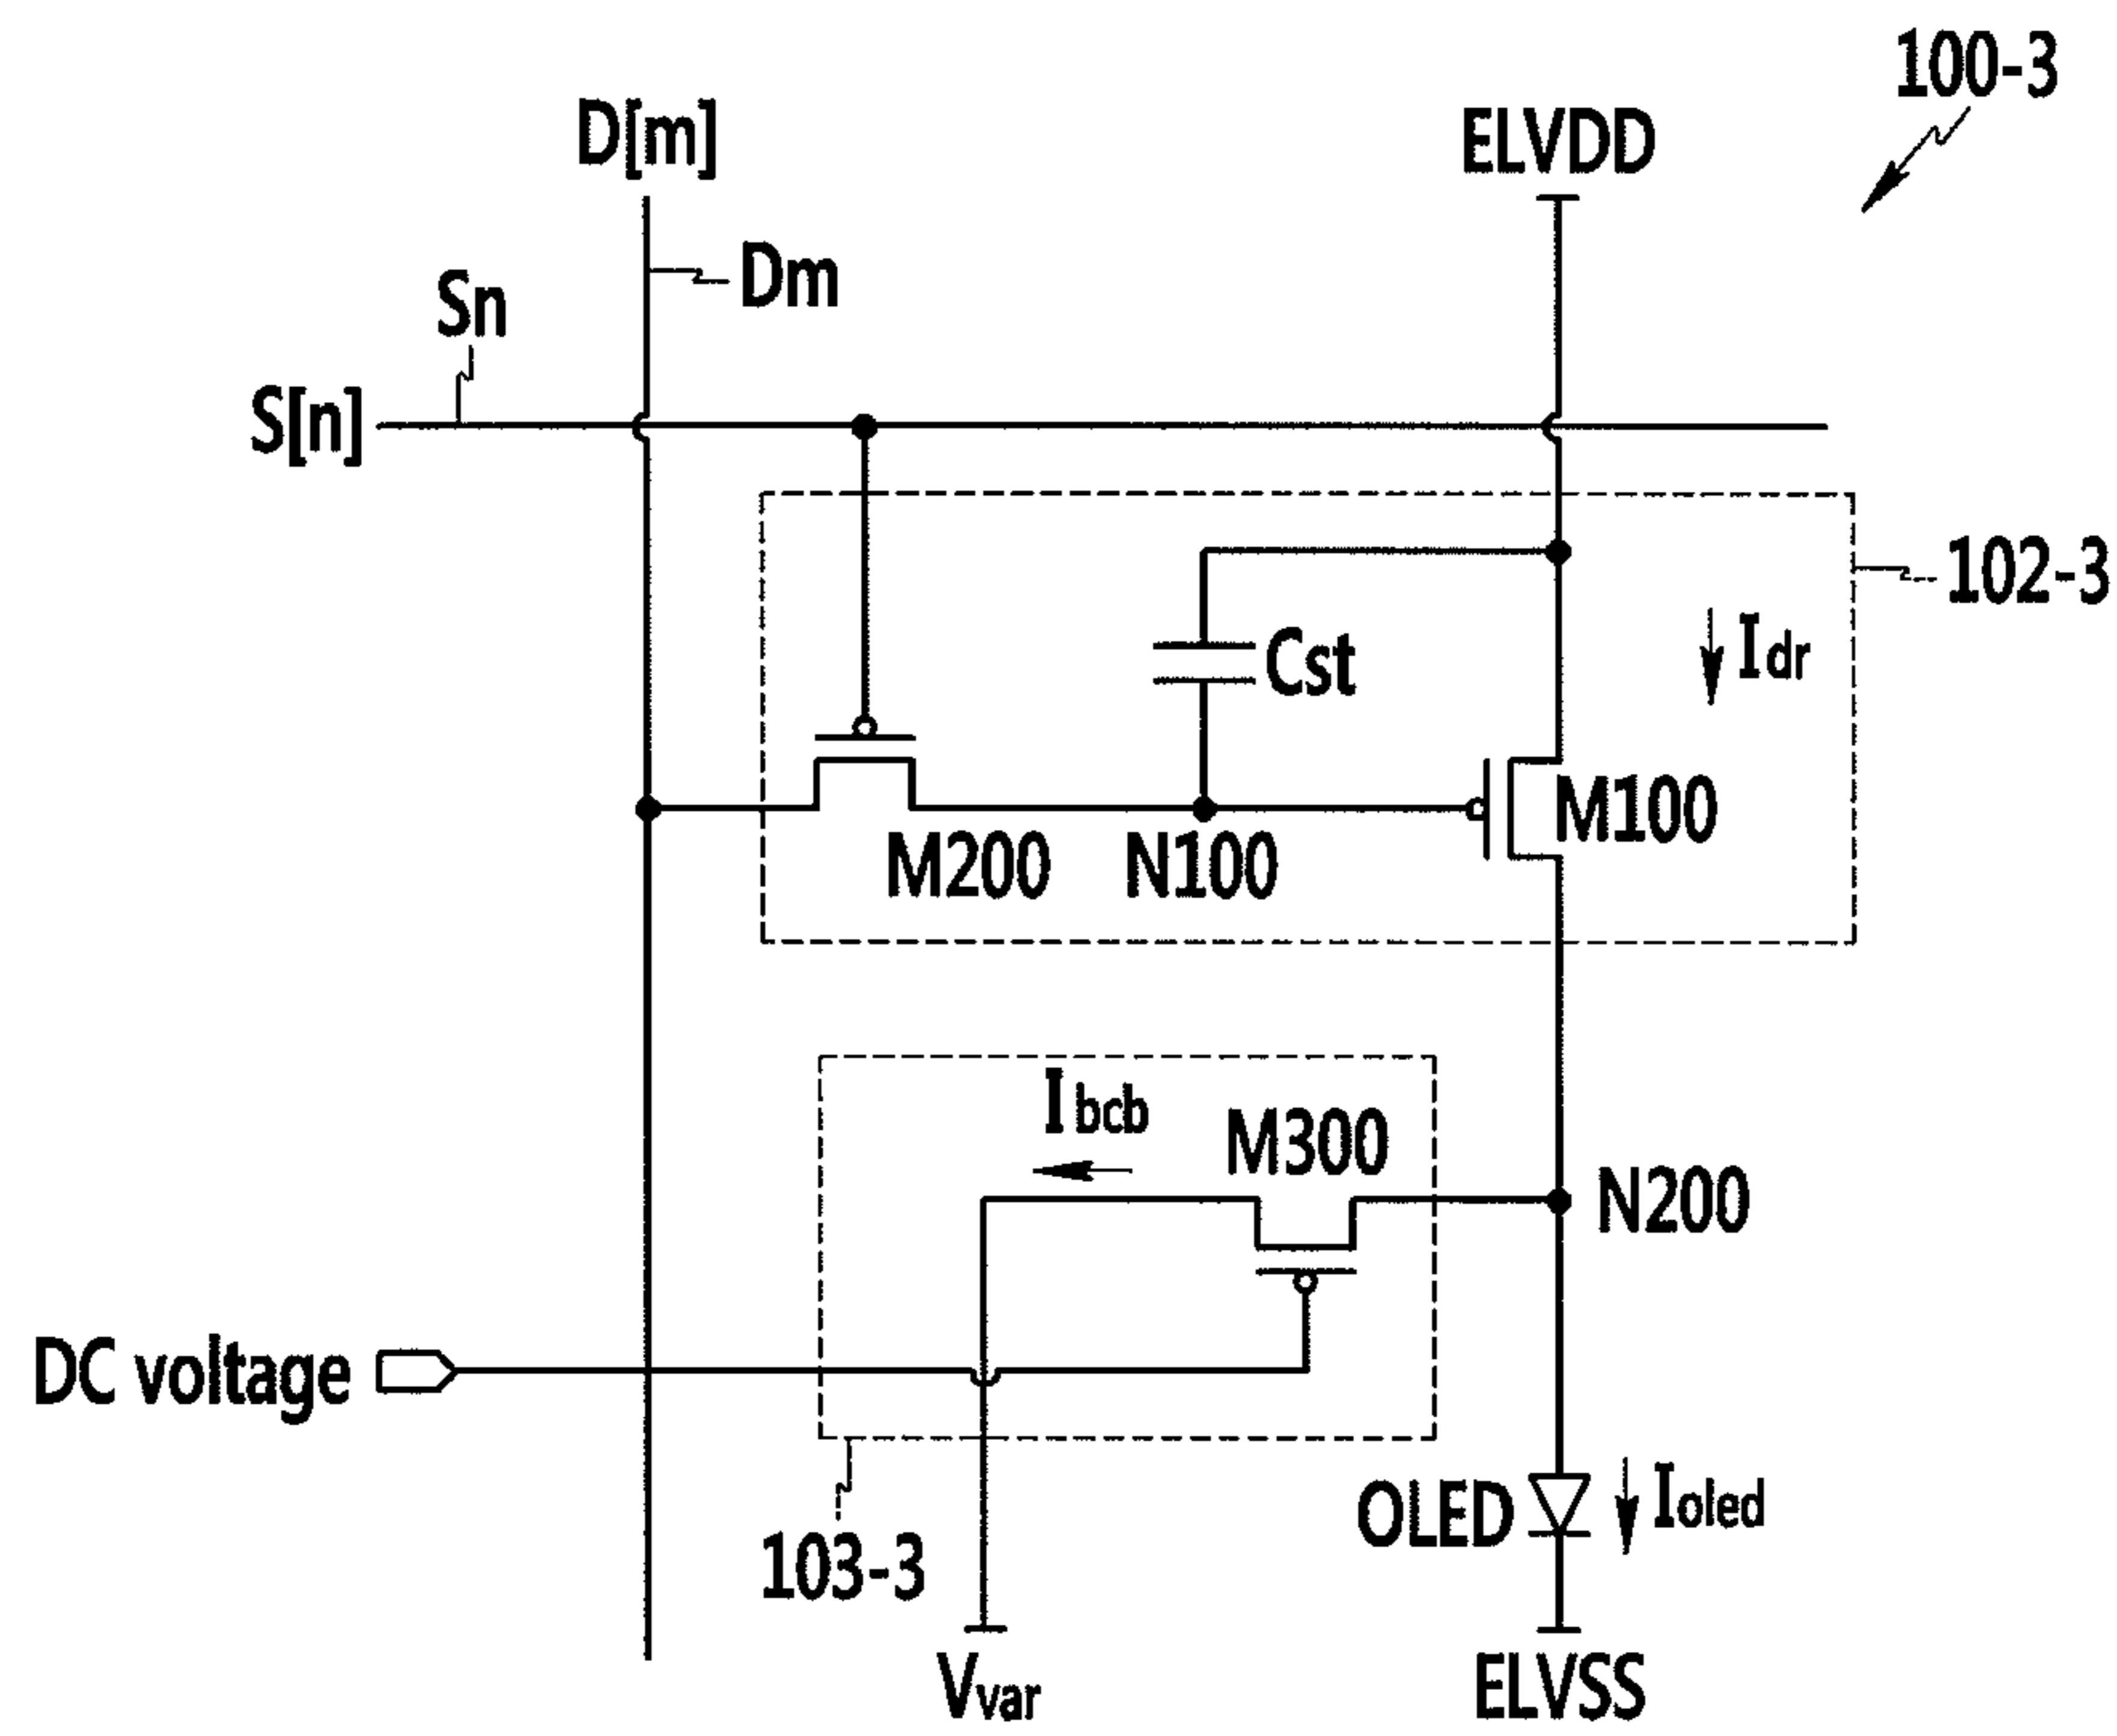 100-3
D[m]
ELVDD
Dm
Sn
S[n]
102-3
Idr
Cst
M100
M200
N100
Ibcb
M300
N200
DC voltage
OLED
Ioled
103-3
Vvar
ELVSS